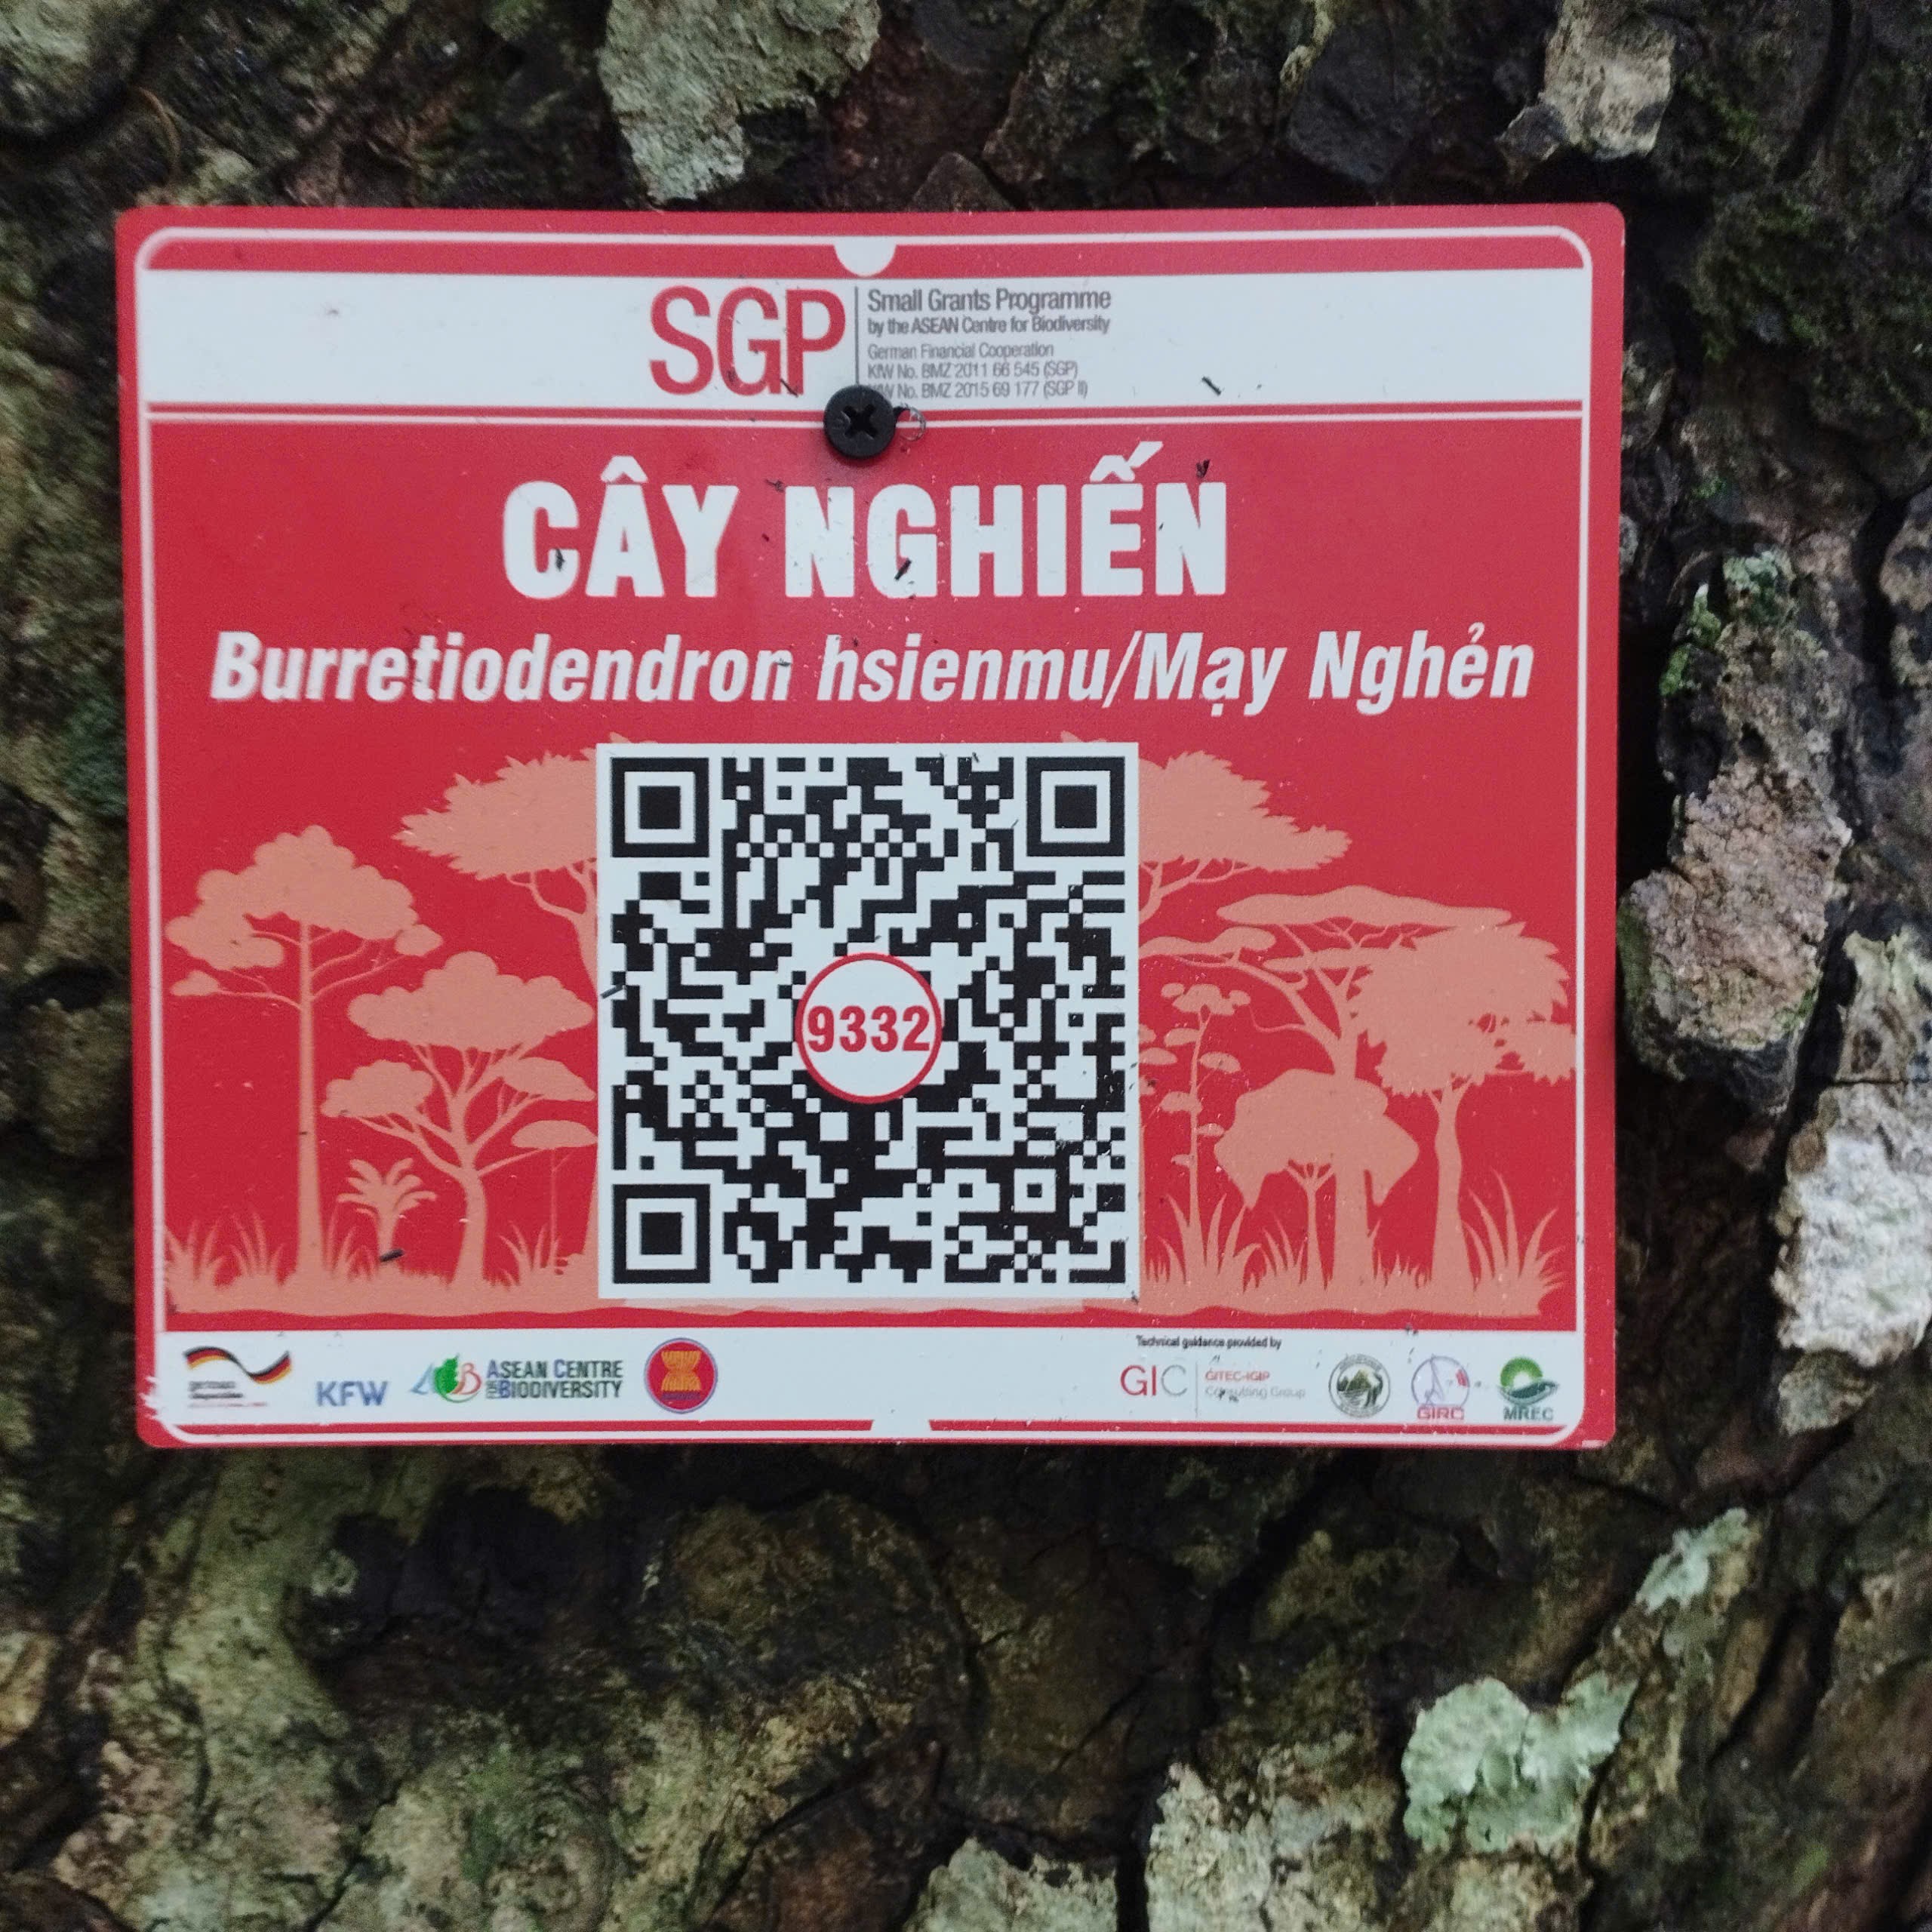 SGP
Small Grants Programme
by the ASEAN Centre for Biodiversity
German Financial Cooperation
KfW No. BMZ 2011 66 545 (SGP)
No. BMZ 2015 69 177 (SGP II)
CÂY NGHIẾN
Burretiodendron hsienmu/Mạy Nghẻn
9332
KFW
ACB
ASEAN CENTRE
FOR BIODIVERSITY
Technical guidance provided by
GIC
GITEC-IGIP
Consulting Group
GIRC
MREC